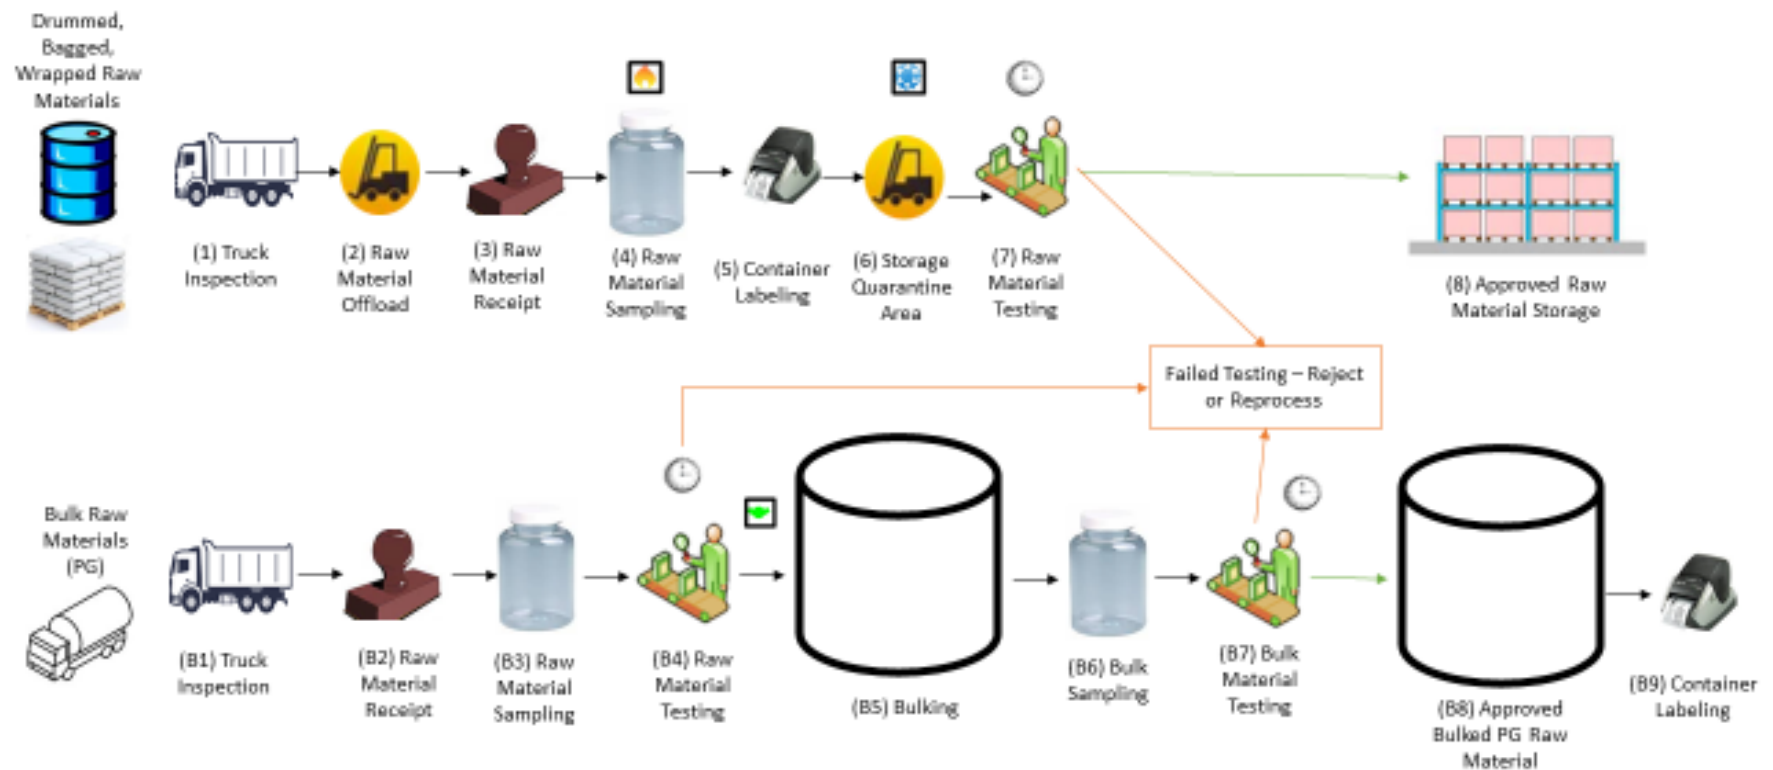 Drummed,
Bagged,
Wrapped Raw
Materials
(1) Truck
Inspection
(2) Raw
Material
Offload
(3) Raw
Material
Receipt
(4) Raw
Material
Sampling
(5) Container
Labeling
(6) Storage
Quarantine
Area
(7) Raw
Material
Testing
(8) Approved Raw
Material Storage
Failed Testing – Reject
or Reprocess
Bulk Raw
Materials
(PG)
(B1) Truck
Inspection
(B2) Raw
Material
Receipt
(B3) Raw
Material
Sampling
(B4) Raw
Material
Testing
(B5) Bulking
(B6) Bulk
Sampling
(B7) Bulk
Material
Testing
(B8) Approved
Bulked PG Raw
Material
(B9) Container
Labeling